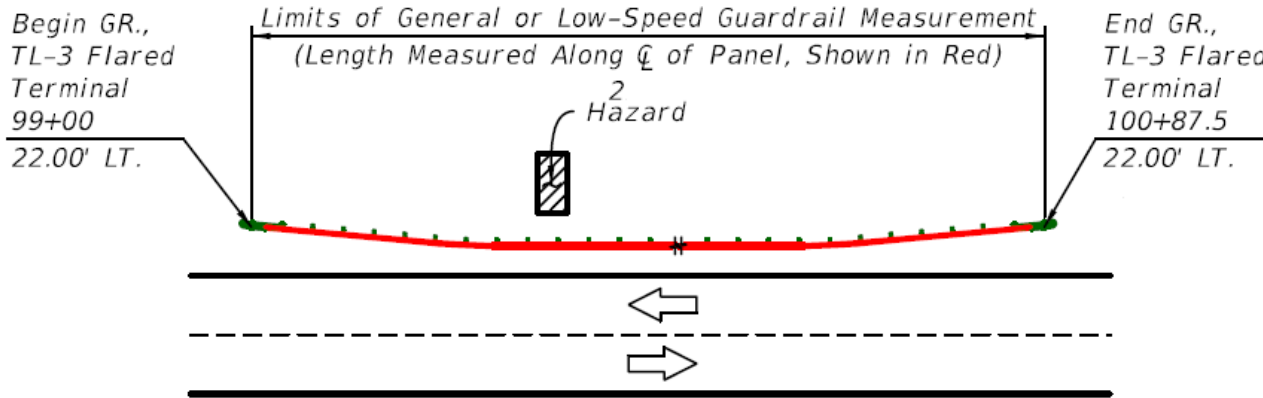 Begin GR.,
TL-3 Flared
Terminal
99+00
22.00' LT.
Limits of General or Low-Speed Guardrail Measurement
(Length Measured Along ℄ of Panel, Shown in Red)
2
Hazard
End GR.,
TL-3 Flared
Terminal
100+87.5
22.00' LT.